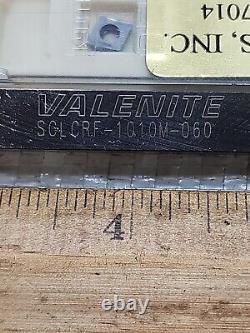 S, INC.
7014
VALENITE
SCLCRF-1010M-060
4